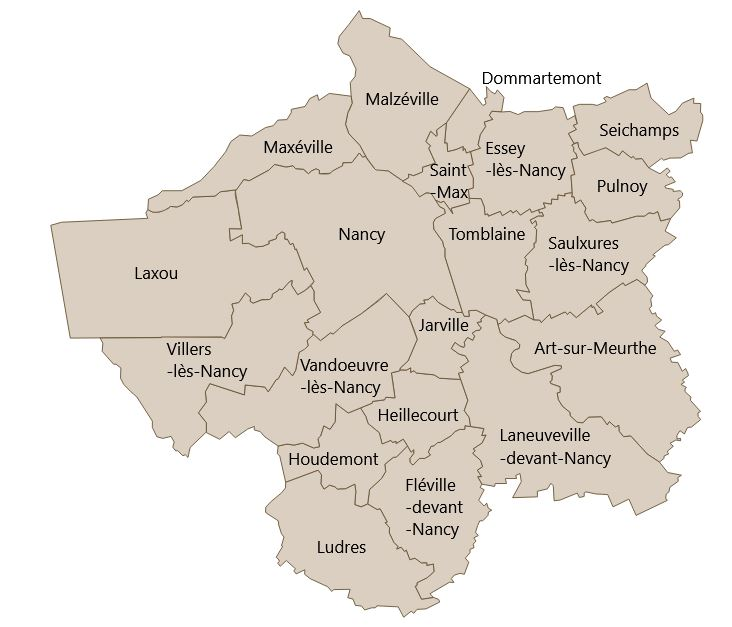 Dommartemont
Malzéville
Seichamps
Maxéville
Essey
-lès-Nancy
Saint
-Max
Pulnoy
Nancy
Tomblaine
Saulxures
-lès-Nancy
Laxou
Jarville
Villers
-lès-Nancy
Art-sur-Meurthe
Vandoeuvre
-lès-Nancy
Heillecourt
Laneuveville
-devant-Nancy
Houdemont
Fléville
-devant
-Nancy
Ludres